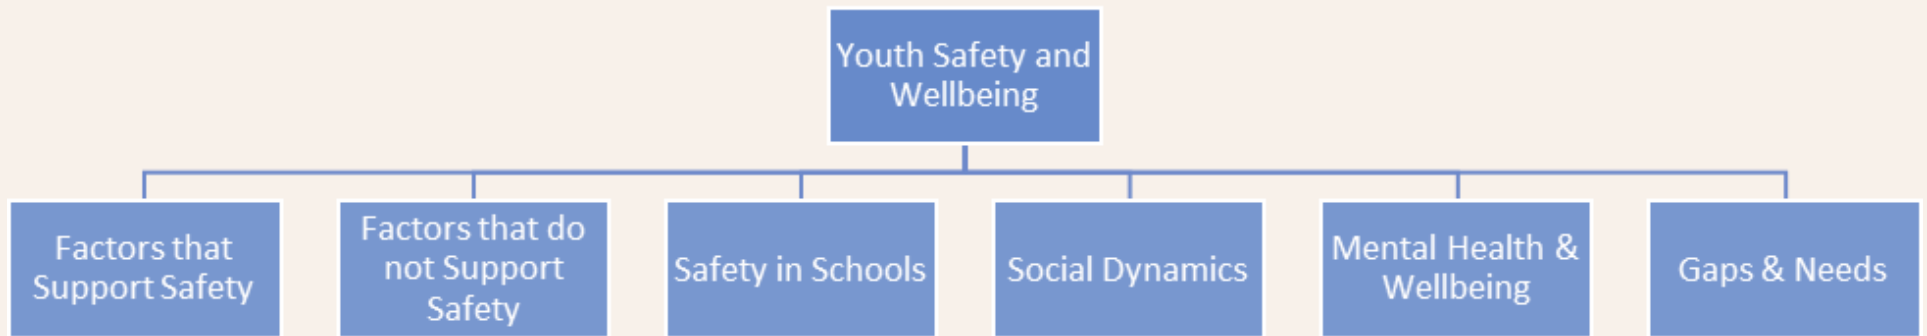 Youth Safety and
Wellbeing
Factors that
Support Safety
Factors that do
not Support
Safety
Safety in Schools
Social Dynamics
Mental Health &
Wellbeing
Gaps & Needs